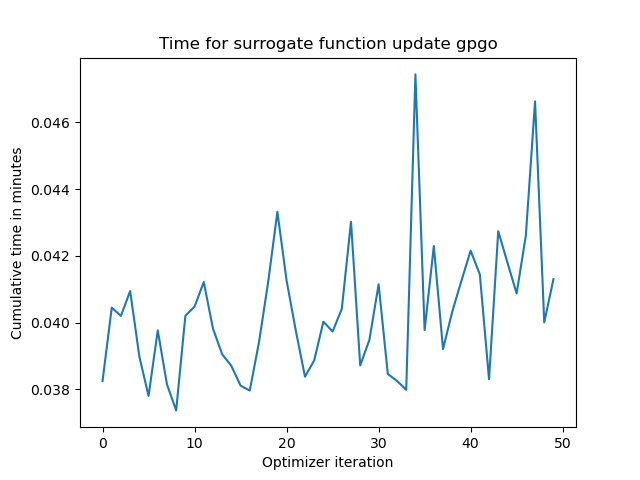 Time for surrogate function update gpgo
Cumulative time in minutes
0.046
0.044
0.042
0.040
0.038
0 10 20 30 40 50
Optimizer iteration